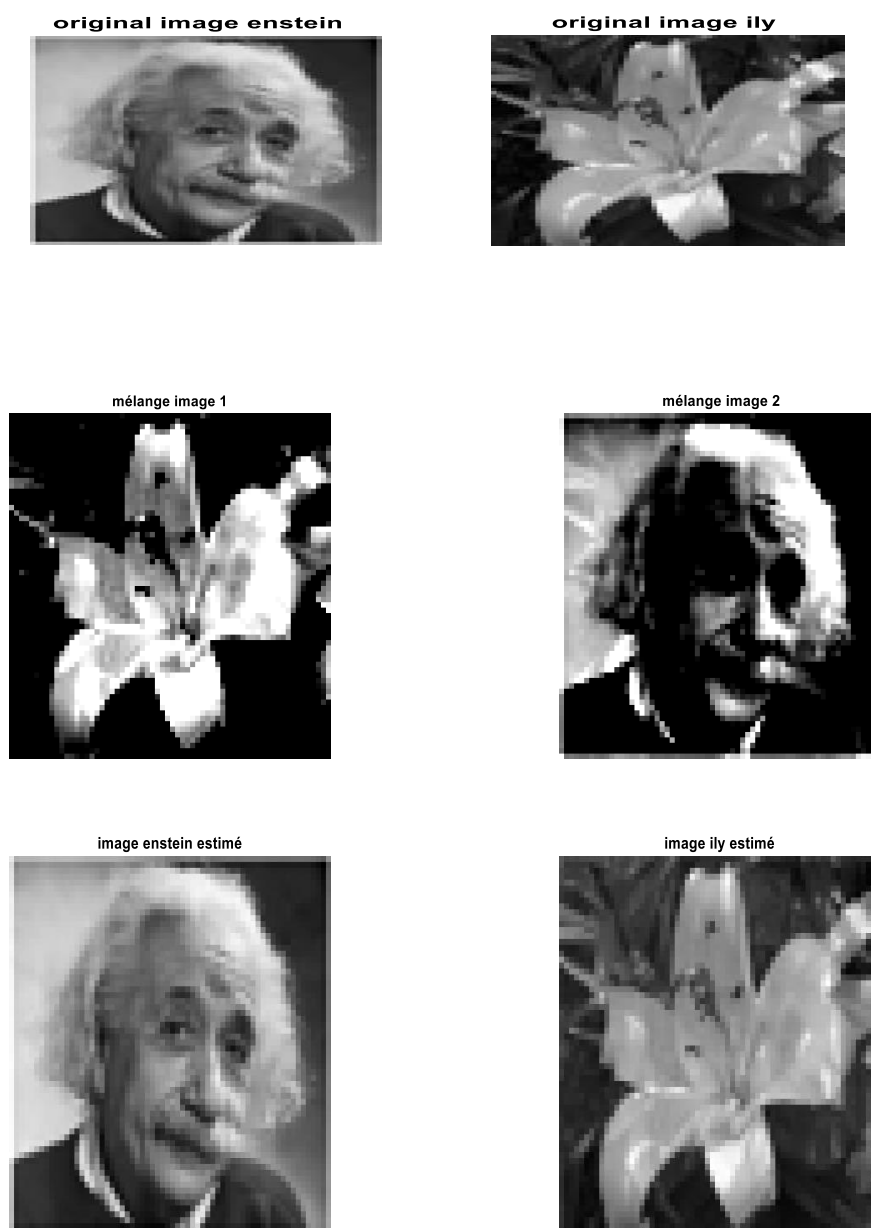 original image enstein
original image ily
mélange image 1
mélange image 2
image enstein estimé
image ily estimé